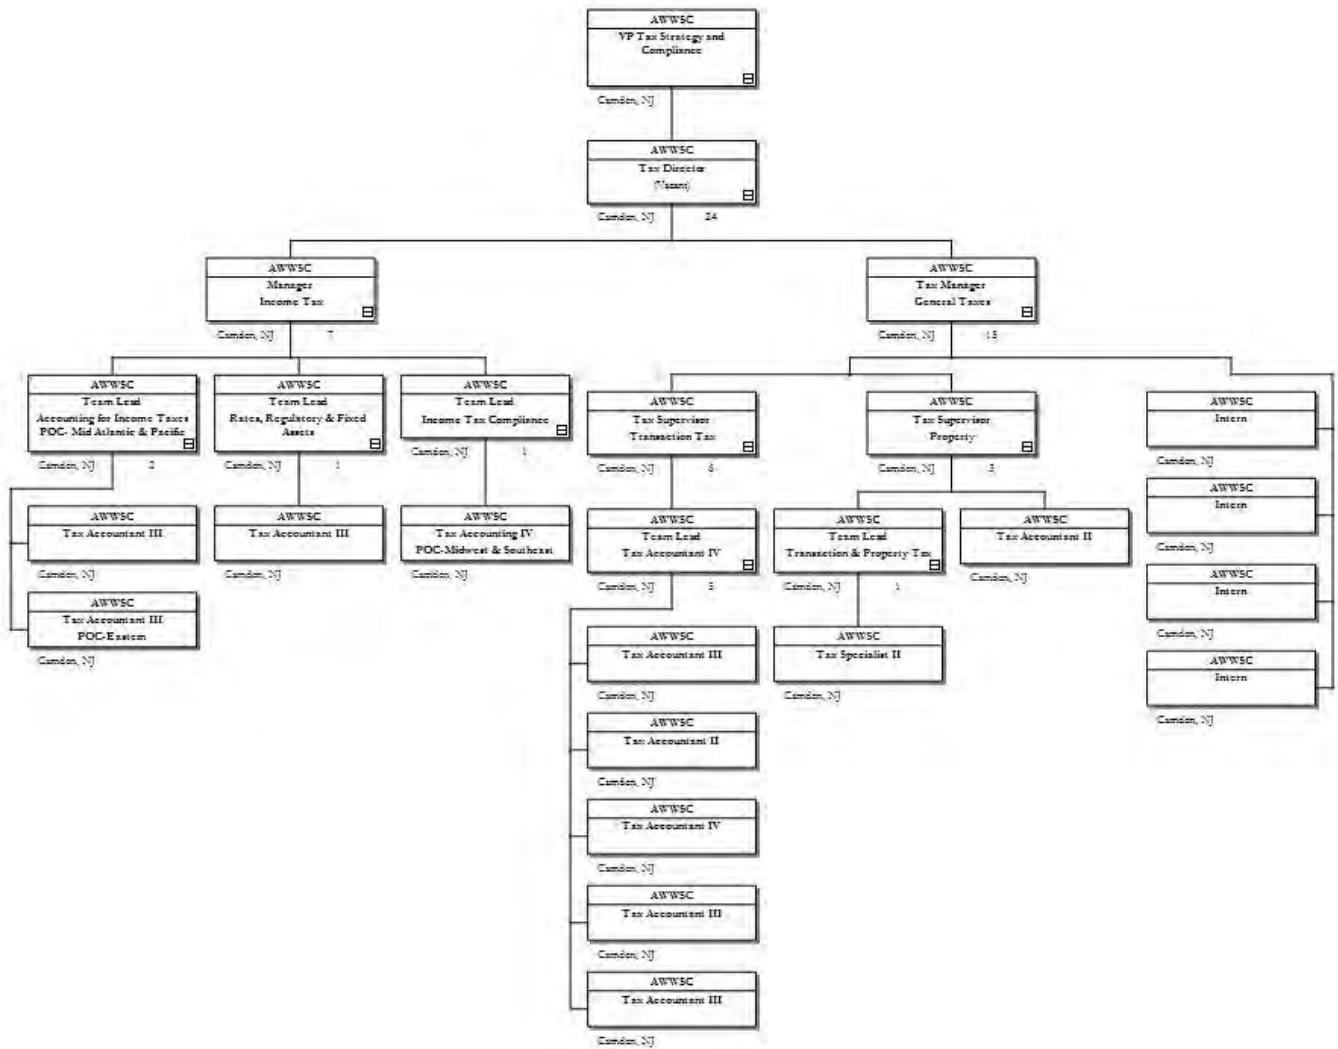 AWWSC
VP Tax Strategy and
Compliance
Camden, NJ
AWWSC
Tax Director
(Vacant)
Camden, NJ 24
AWWSC
Manager
Income Tax
Camden, NJ 7
AWWSC
Tax Manager
General Taxes
Camden, NJ 15
AWWSC
Team Lead
Accounting for Income Taxes
POC- Mid Atlantic & Pacific
Camden, NJ 2
AWWSC
Tax Accountant III
Camden, NJ
AWWSC
Tax Accountant III
POC-Eastern
Camden, NJ
AWWSC
Team Lead
Rates, Regulatory & Fixed
Assets
Camden, NJ 1
AWWSC
Tax Accountant III
Camden, NJ
AWWSC
Team Lead
Income Tax Compliance
Camden, NJ 1
AWWSC
Tax Accounting IV
POC-Midwest & Southeast
Camden, NJ
AWWSC
Tax Supervisor
Transaction Tax
Camden, NJ 6
AWWSC
Team Lead
Tax Accountant IV
Camden, NJ 5
AWWSC
Tax Accountant III
Camden, NJ
AWWSC
Tax Accountant II
Camden, NJ
AWWSC
Tax Accountant IV
Camden, NJ
AWWSC
Tax Accountant III
Camden, NJ
AWWSC
Tax Accountant III
Camden, NJ
AWWSC
Tax Supervisor
Property
Camden, NJ 3
AWWSC
Team Lead
Transaction & Property Tax
Camden, NJ 1
AWWSC
Tax Specialist II
Camden, NJ
AWWSC
Tax Accountant II
Camden, NJ
AWWSC
Intern
Camden, NJ
AWWSC
Intern
Camden, NJ
AWWSC
Intern
Camden, NJ
AWWSC
Intern
Camden, NJ